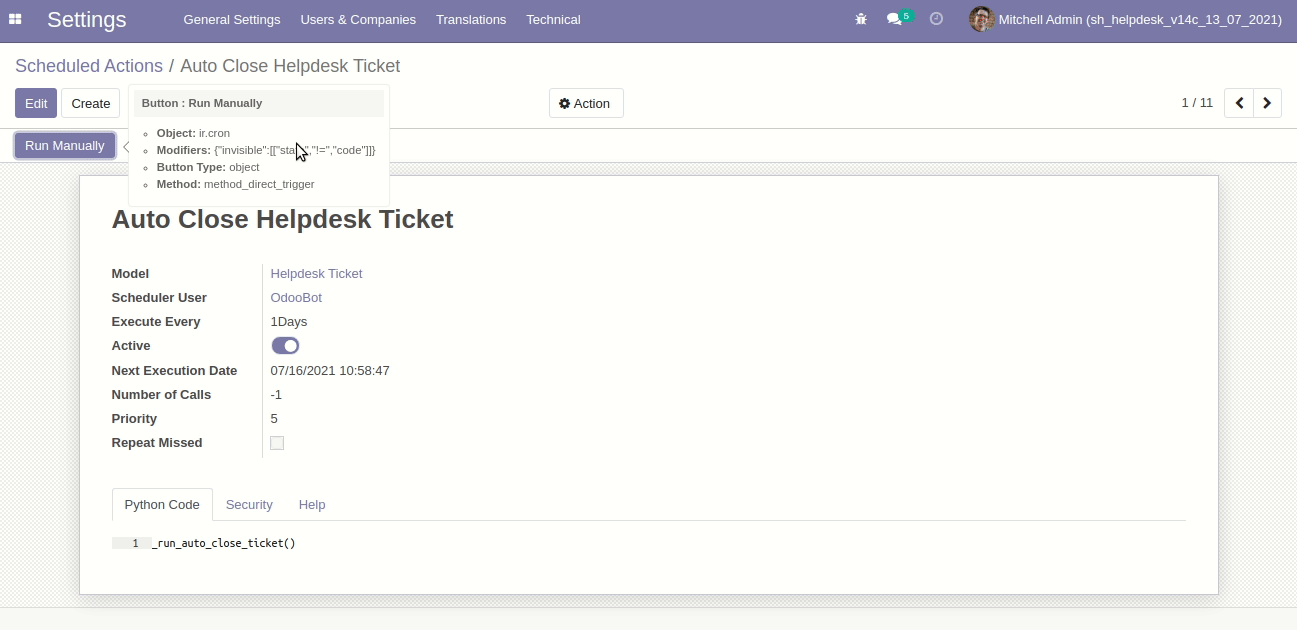 Settings General Settings Users & Companies Translations Technical 5 Mitchell Admin (sh_helpdesk_v14c_13_07_2021)
Scheduled Actions / Auto Close Helpdesk Ticket
Edit Create Action 1 / 11
Button : Run Manually
Run Manually
Object: ir.cron
Modifiers: {"invisible":[["sta ","!=","code"]]}
Button Type: object
Method: method_direct_trigger
Auto Close Helpdesk Ticket
Model Helpdesk Ticket
Scheduler User OdooBot
Execute Every 1Days
Active
Next Execution Date 07/16/2021 10:58:47
Number of Calls -1
Priority 5
Repeat Missed
Python Code Security Help
1 _run_auto_close_ticket()